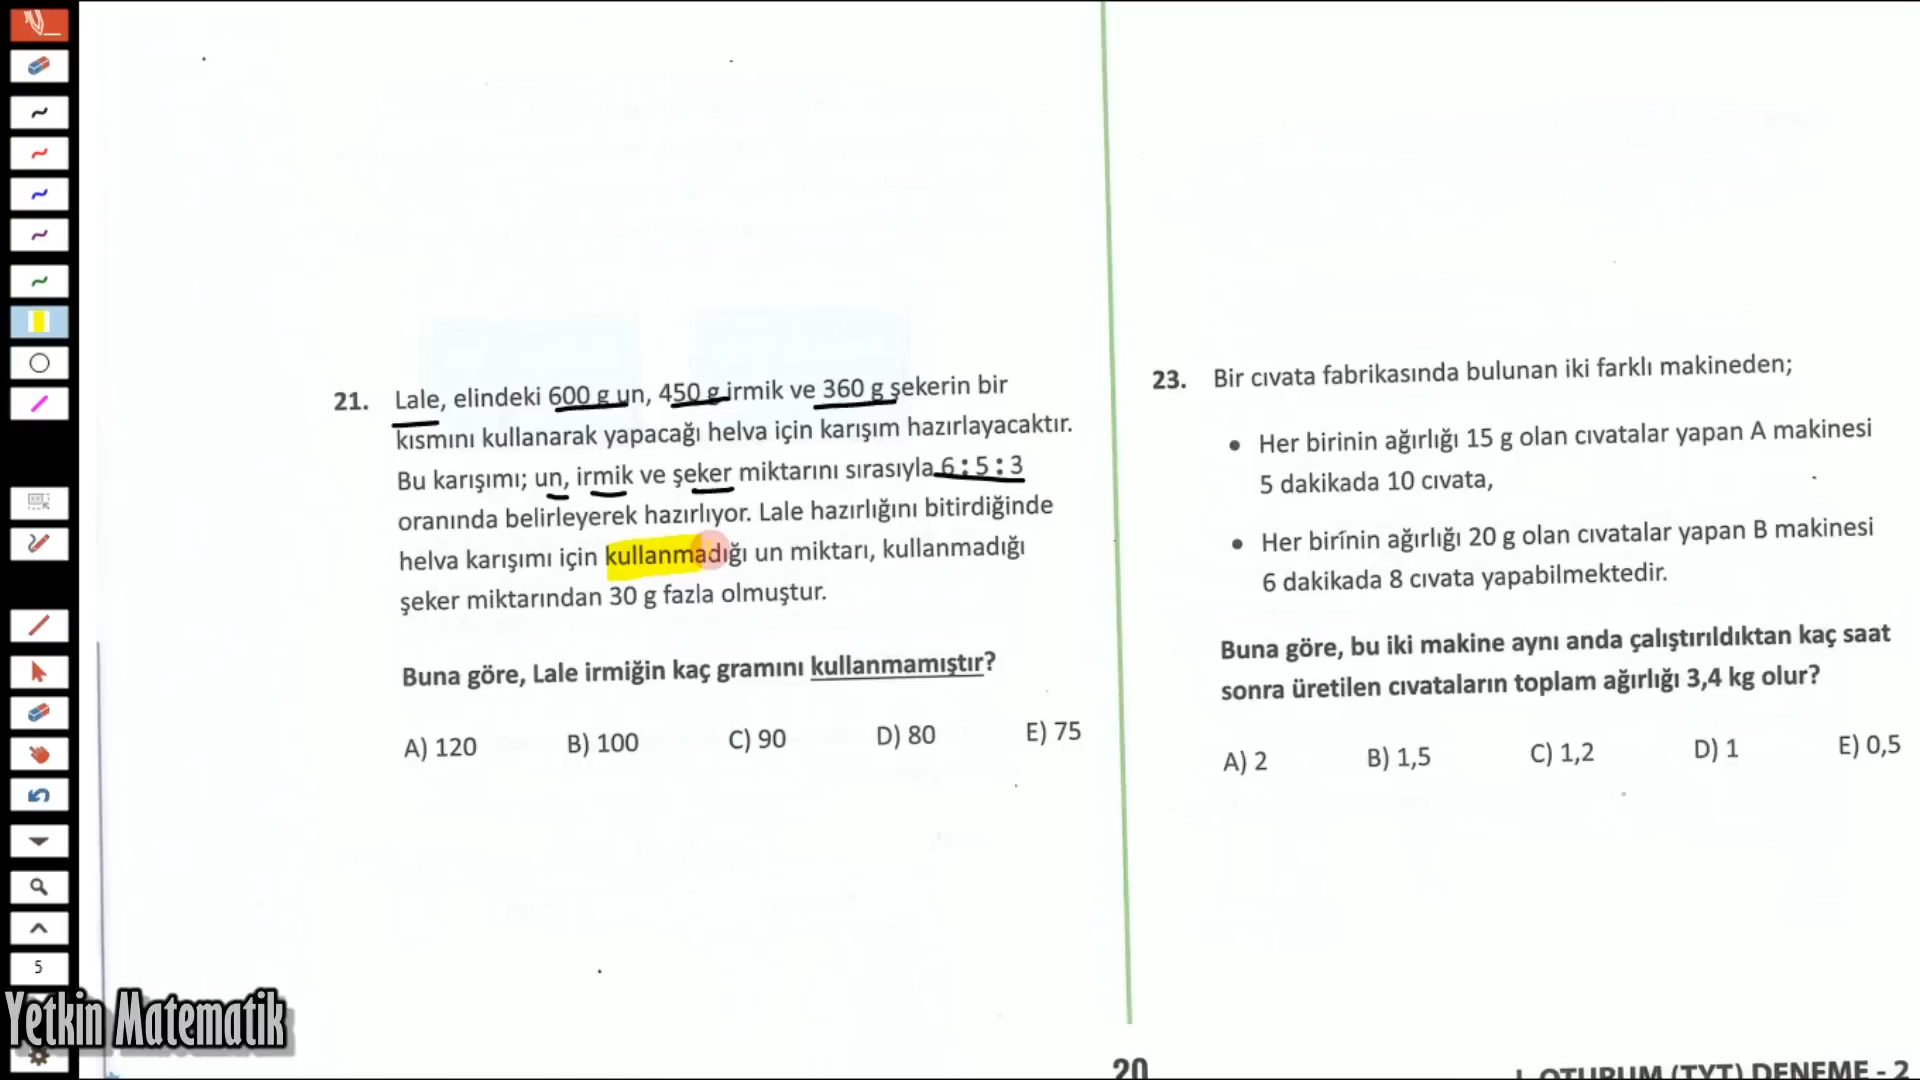 21. Lale, elindeki 600 g un, 450 g irmik ve 360 g şekerin bir
kısmını kullanarak yapacağı helva için karışım hazırlayacaktır.
Bu karışımı; un, irmik ve şeker miktarını sırasıyla 6 : 5 : 3
oranında belirleyerek hazırlıyor. Lale hazırlığını bitirdiğinde
helva karışımı için kullanmadığı un miktarı, kullanmadığı
şeker miktarından 30 g fazla olmuştur.
Buna göre, Lale irmiğin kaç gramını kullanmamıştır?
A) 120 B) 100 C) 90 D) 80 E) 75
23. Bir cıvata fabrikasında bulunan iki farklı makineden;
• Her birinin ağırlığı 15 g olan cıvatalar yapan A makinesi
5 dakikada 10 cıvata,
• Her birinin ağırlığı 20 g olan cıvatalar yapan B makinesi
6 dakikada 8 cıvata yapabilmektedir.
Buna göre, bu iki makine aynı anda çalıştırıldıktan kaç saat
sonra üretilen cıvataların toplam ağırlığı 3,4 kg olur?
A) 2 B) 1,5 C) 1,2 D) 1 E) 0,5
5
Yetkin Matematik
20
I. OTURUM (TYT) DENEME - 2